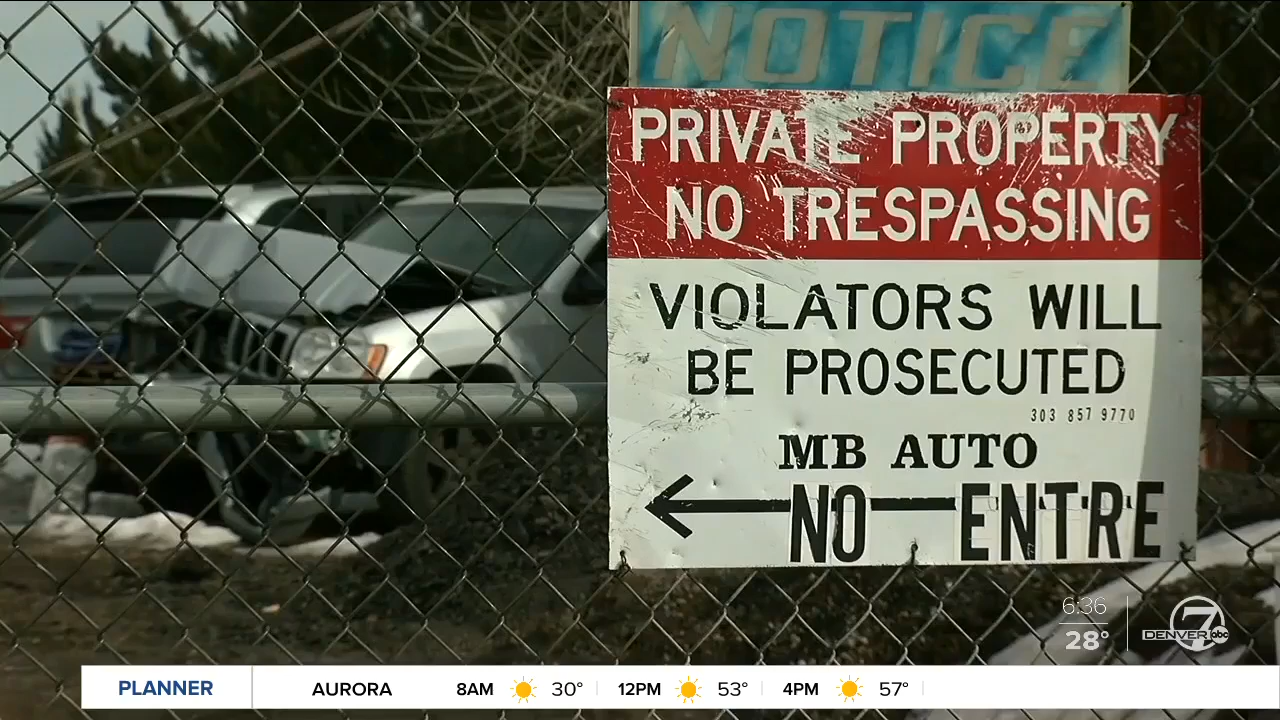 NOTICE
PRIVATE PROPERTY
NO TRESPASSING
VIOLATORS WILL
BE PROSECUTED
303 857 9770
MB AUTO
NO ENTRE
6:36
28°
7
DENVER abc
PLANNER AURORA 8AM 30° 12PM 53° 4PM 57°